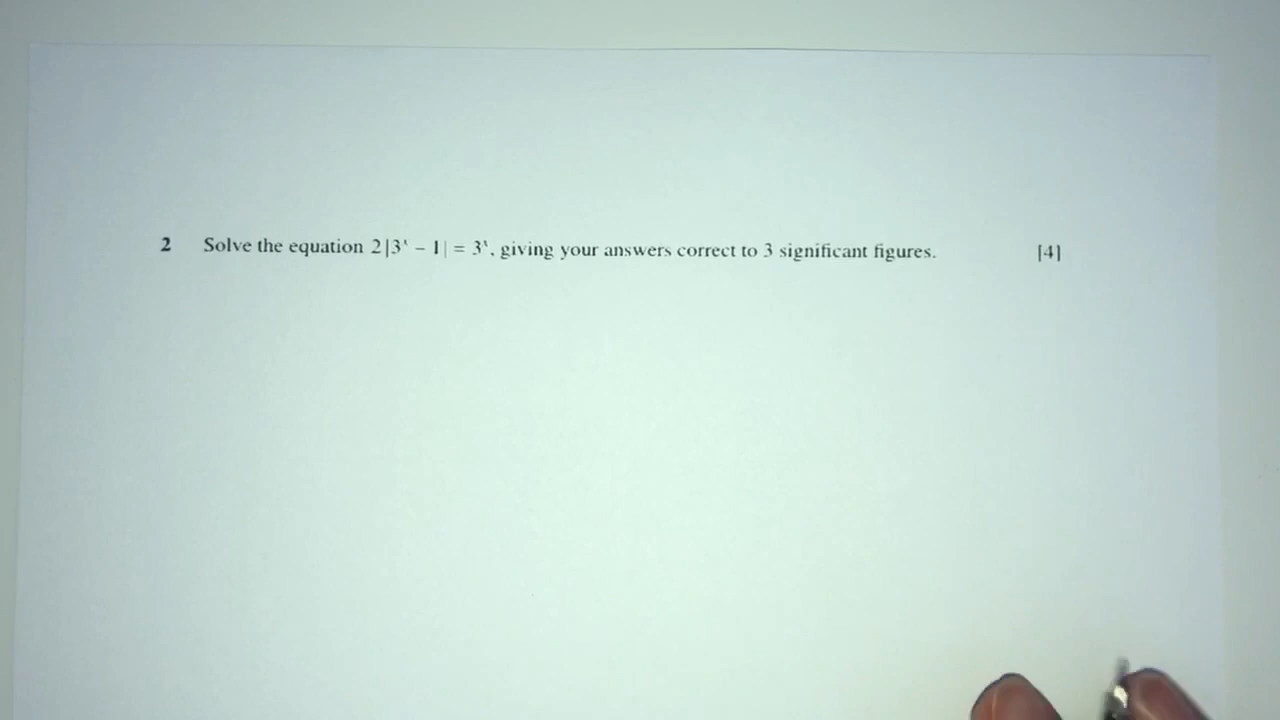 2 Solve the equation 2|3ˣ − 1| = 3ˣ, giving your answers correct to 3 significant figures. [4]